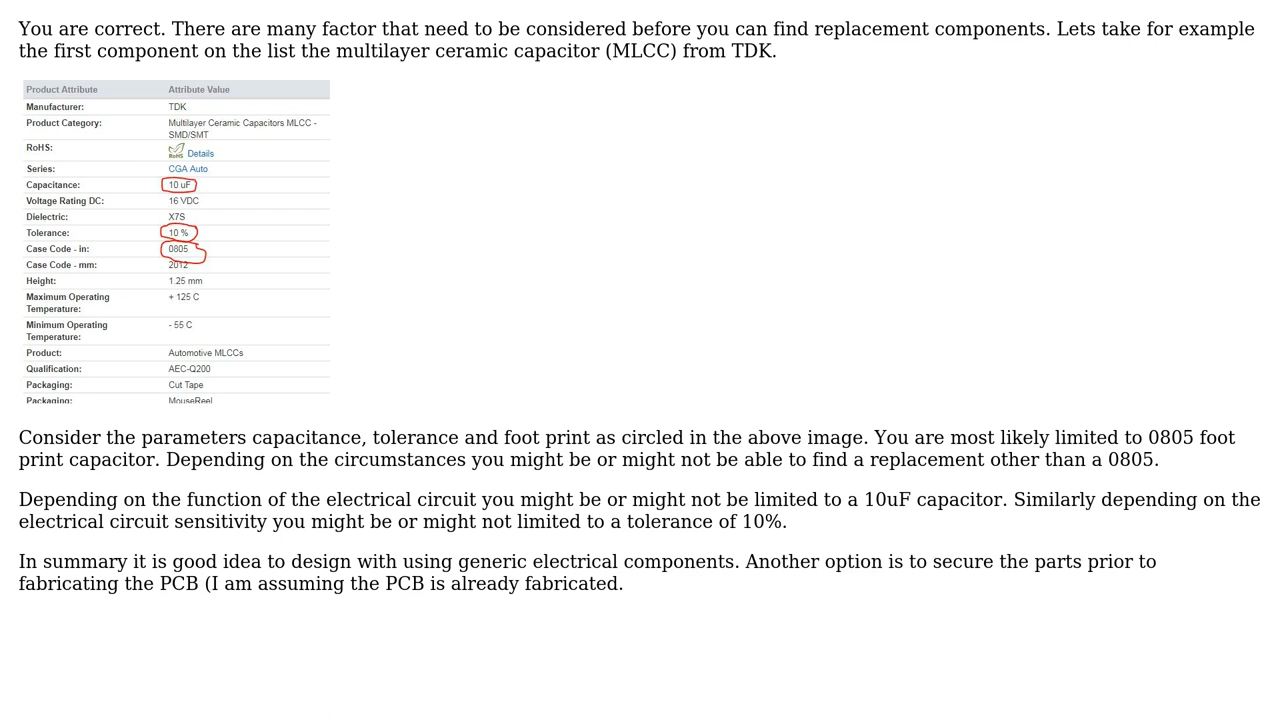 You are correct. There are many factor that need to be considered before you can find replacement components. Lets take for example
the first component on the list the multilayer ceramic capacitor (MLCC) from TDK.
Product Attribute Attribute Value
Manufacturer: TDK
Product Category: Multilayer Ceramic Capacitors MLCC -
SMD/SMT
RoHS: RoHS Details
Series: CGA Auto
Capacitance: 10 uF
Voltage Rating DC: 16 VDC
Dielectric: X7S
Tolerance: 10 %
Case Code - in: 0805
Case Code - mm: 2012
Height: 1.25 mm
Maximum Operating + 125 C
Temperature:
Minimum Operating - 55 C
Temperature:
Product: Automotive MLCCs
Qualification: AEC-Q200
Packaging: Cut Tape
Packaging: MouseReel
Consider the parameters capacitance, tolerance and foot print as circled in the above image. You are most likely limited to 0805 foot
print capacitor. Depending on the circumstances you might be or might not be able to find a replacement other than a 0805.
Depending on the function of the electrical circuit you might be or might not be limited to a 10uF capacitor. Similarly depending on the
electrical circuit sensitivity you might be or might not limited to a tolerance of 10%.
In summary it is good idea to design with using generic electrical components. Another option is to secure the parts prior to
fabricating the PCB (I am assuming the PCB is already fabricated.